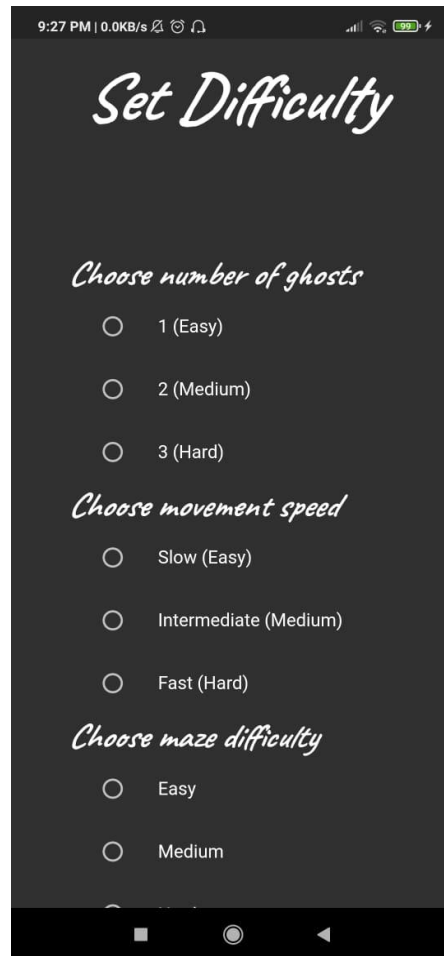 9:27 PM | 0.0KB/s
99
Set Difficulty
Choose number of ghosts
1 (Easy)
2 (Medium)
3 (Hard)
Choose movement speed
Slow (Easy)
Intermediate (Medium)
Fast (Hard)
Choose maze difficulty
Easy
Medium